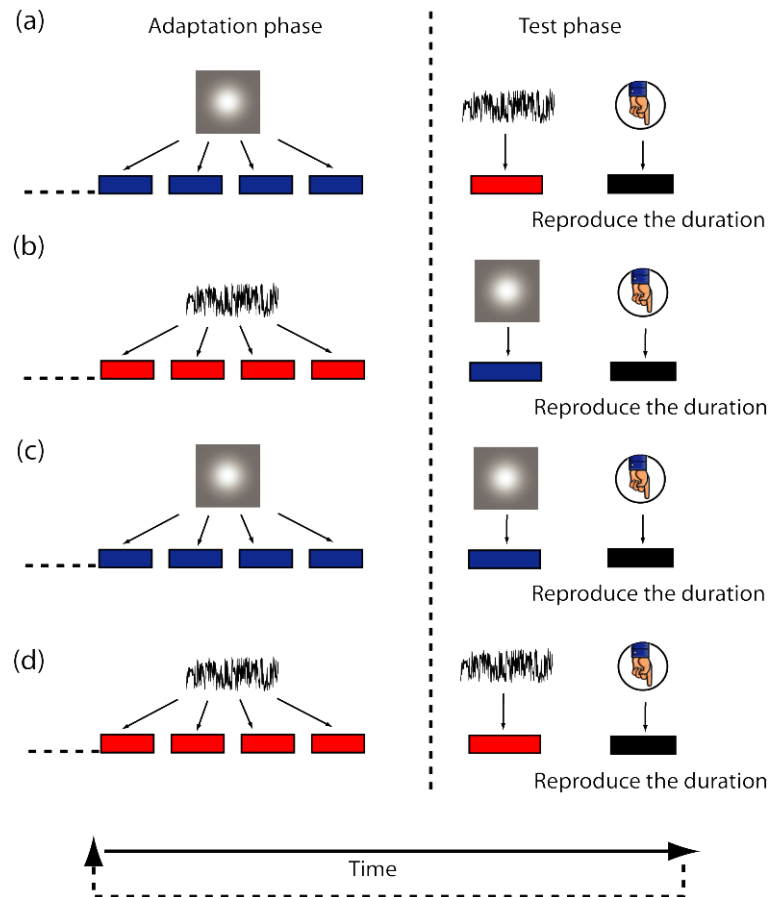 (a)
Adaptation phase
Test phase
Reproduce the duration
(b)
Reproduce the duration
(c)
Reproduce the duration
(d)
Reproduce the duration
Time